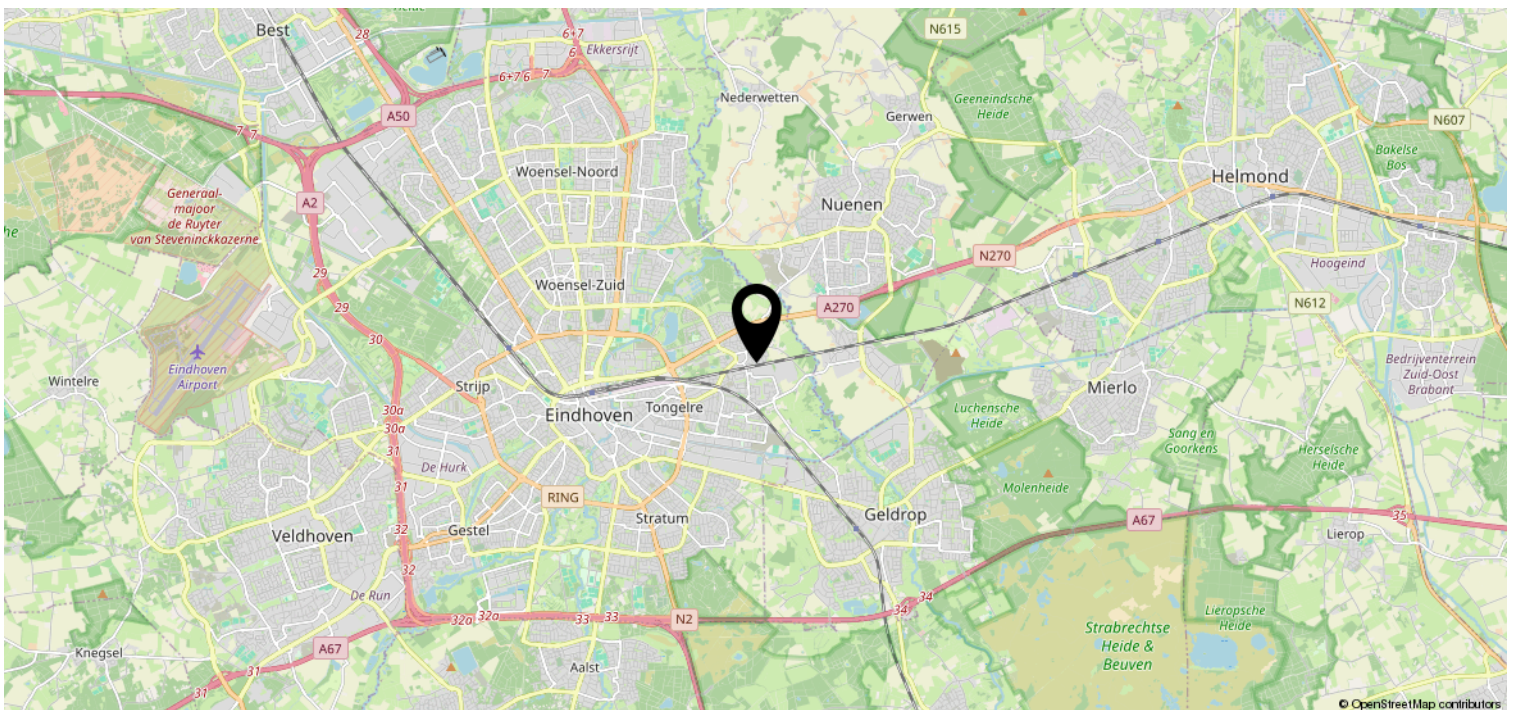 Best
28
6+7
6
Ekkersrijt
6+7 6
7
N615
Nederwetten
Geeneindsche
Heide
Gerwen
A50
7 7
N607
Bakelse
Bos
Woensel-Noord
Helmond
Generaal-
majoor
de Ruyter
van Steveninckkazerne
A2
Nuenen
he
29
N270
Hoogeind
Woensel-Zuid
29
A270
N612
30
Eindhoven
Airport
Wintelre
Strijp
Mierlo
Bedrijventerrein
Zuid-Oost
Brabant
30a
30a
Eindhoven
Tongelre
Luchensche
Heide
Sang en
Goorkens
31
De Hurk
Herselsche
Heide
31
RING
Molenheide
Stratum
Geldrop
A67
35
32
Gestel
Veldhoven
Lierop
32
De Run
34
34
Lieropsche
Heide
32a
32a
33
33
N2
Strabrechtse
Heide &
Beuven
A67
Knegsel
Aalst
31
31
© OpenStreetMap contributors